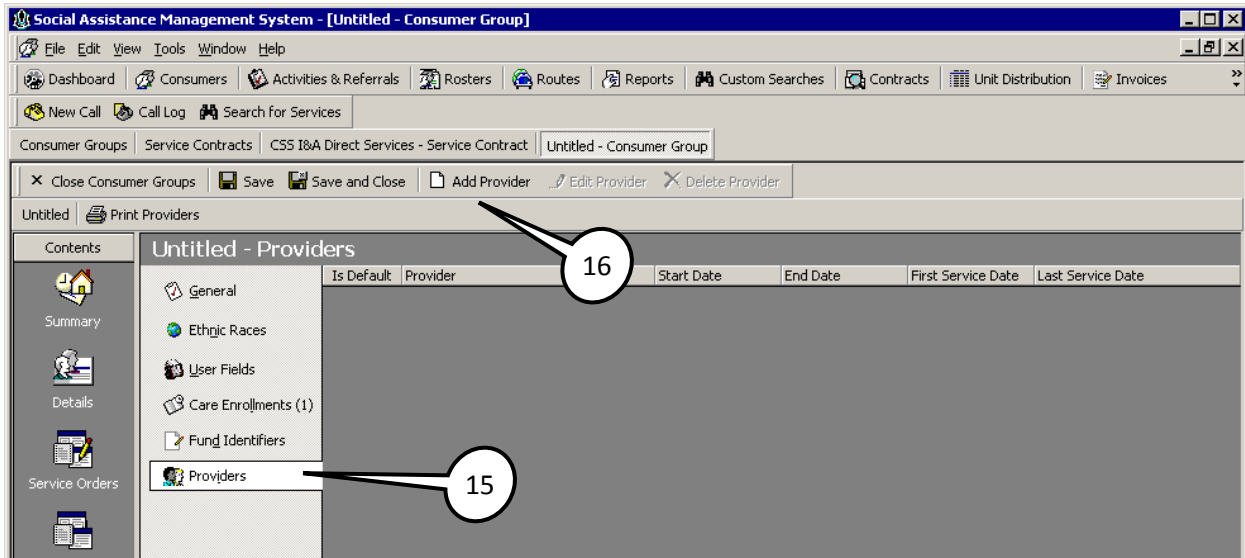 Social Assistance Management System - [Untitled - Consumer Group]
File Edit View Tools Window Help
Dashboard Consumers Activities & Referrals Rosters Routes Reports Custom Searches Contracts Unit Distribution Invoices
New Call Call Log Search for Services
Consumer Groups Service Contracts CSS I&A Direct Services - Service Contract Untitled - Consumer Group
Close Consumer Groups Save Save and Close Add Provider Edit Provider Delete Provider
Untitled Print Providers
Contents Untitled - Providers
16
Is Default Provider Start Date End Date First Service Date Last Service Date
General
Summary
Ethnic Races
User Fields
Details
Care Enrollments (1)
Fund Identifiers
Providers
Service Orders
15